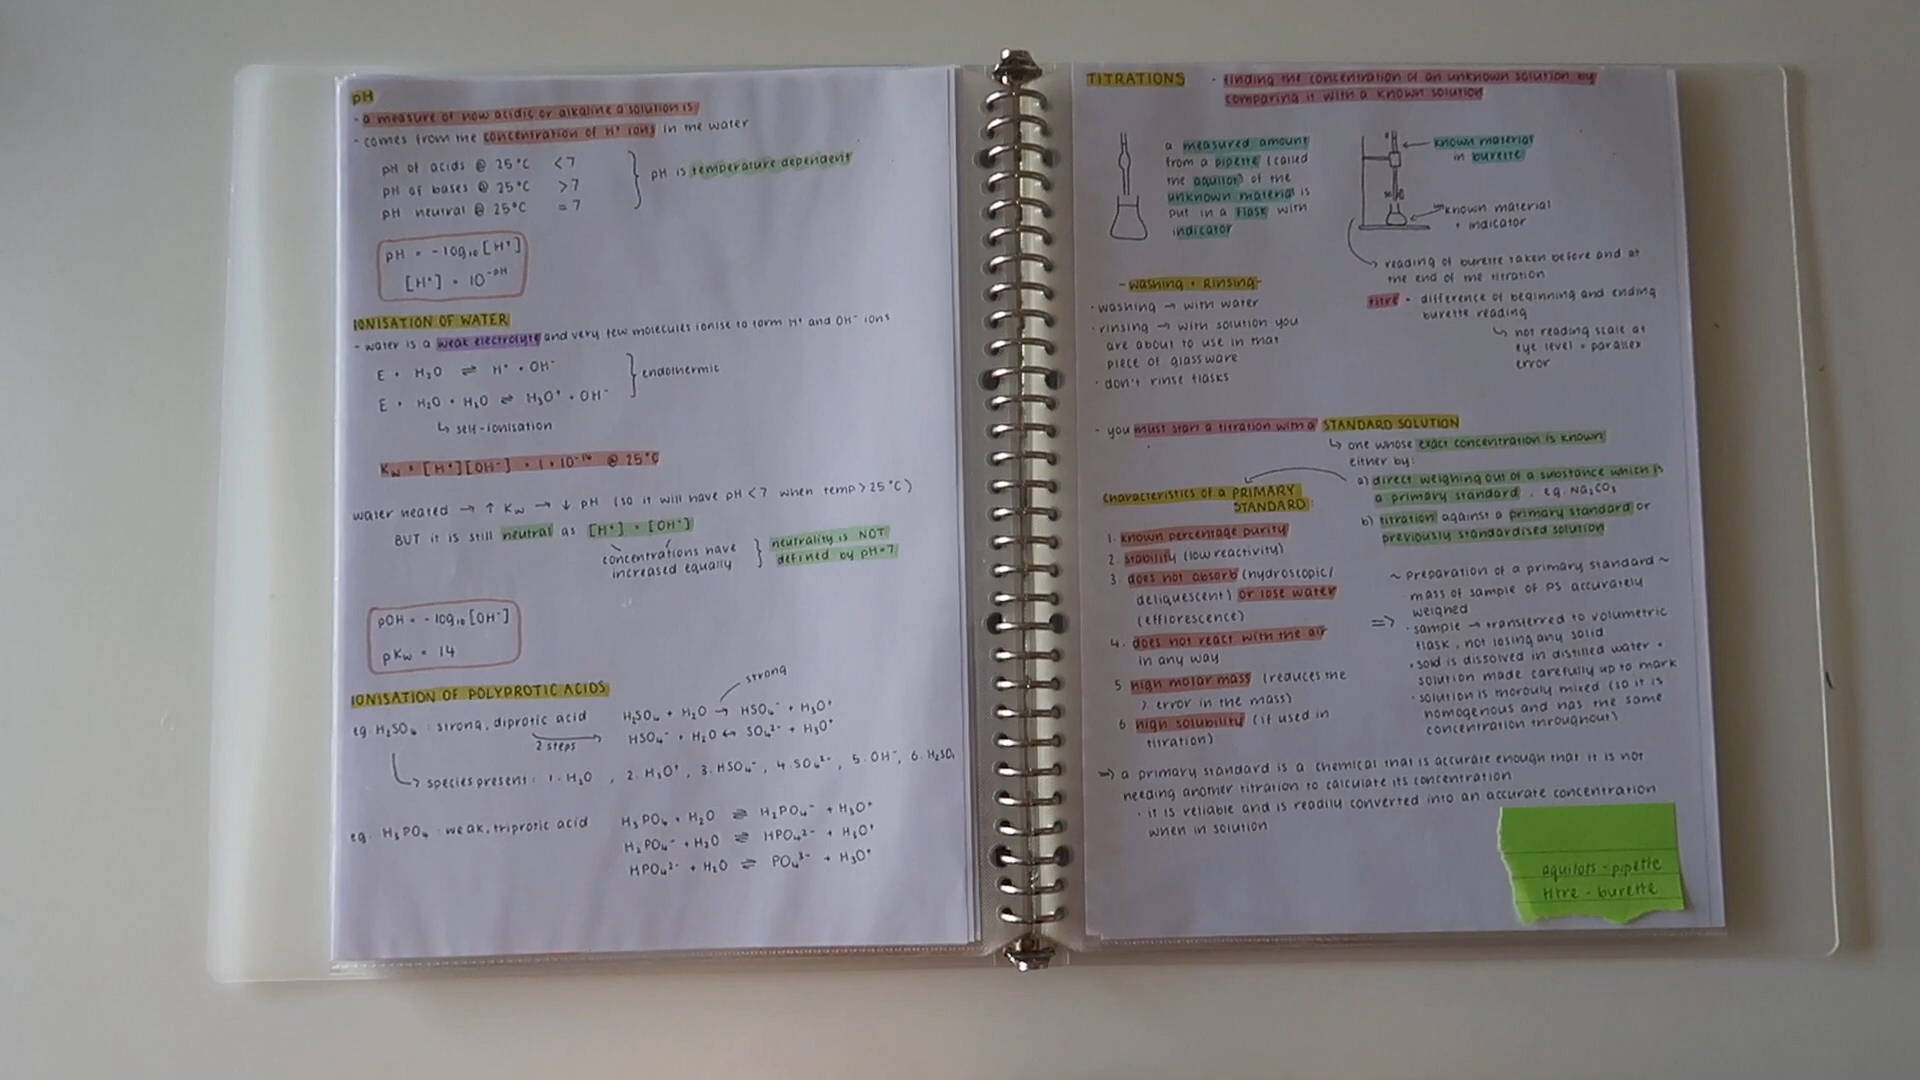 pH
- a measure of how acidic or alkaline a solution is
- comes from the concentration of H⁺ ions in the water
pH of acids @ 25°C <7
pH of bases @ 25°C >7
pH neutral @ 25°C = 7
pH is temperature dependent
pH = -log₁₀[H⁺]
[H⁺] = 10⁻ᵖᴴ
IONISATION OF WATER
- water is a weak electrolyte and very few molecules ionise to form H⁺ and OH⁻ ions
E + H₂O ⇌ H⁺ + OH⁻
E + H₂O + H₂O ⇌ H₃O⁺ + OH⁻
endothermic
↳ self-ionisation
Kw = [H⁺][OH⁻] = 1×10⁻¹⁴ @ 25°C
water heated → ↑ Kw → ↓ pH (so it will have pH <7 when temp > 25°C)
BUT it is still neutral as [H⁺] = [OH⁻]
concentrations have
increased equally
neutrality is NOT
defined by pH=7
pOH = -log₁₀[OH⁻]
pKw = 14
IONISATION OF POLYPROTIC ACIDS
strong
eg. H₂SO₄ : strong, diprotic acid
2 steps
H₂SO₄ + H₂O → HSO₄⁻ + H₃O⁺
HSO₄⁻ + H₂O ↔ SO₄²⁻ + H₃O⁺
↳ species present : 1. H₂O , 2. H₃O⁺ , 3. HSO₄⁻ , 4. SO₄²⁻ , 5. OH⁻, 6. H₂SO₄
eg. H₃PO₄ : weak, triprotic acid
H₃PO₄ + H₂O ⇌ H₂PO₄⁻ + H₃O⁺
H₂PO₄⁻ + H₂O ⇌ HPO₄²⁻ + H₃O⁺
HPO₄²⁻ + H₂O ⇌ PO₄³⁻ + H₃O⁺
TITRATIONS - finding the concentration of an unknown solution by
comparing it with a known solution
a measured amount
from a pipette (called
the aquilot) of the
unknown material is
put in a flask with
indicator
known material
in burette
known material
+ indicator
→ reading of burette taken before and at
the end of the titration
titre = difference of beginning and ending
burette reading
↳ not reading scale at
eye level = parallex
error
- Washing + Rinsing -
· washing → with water
· rinsing → with solution you
are about to use in that
piece of glassware
· don't rinse flasks
- you must start a titration with a STANDARD SOLUTION
↳ one whose exact concentration is known
either by:
a) direct weighing out of a substance which is
a primary standard . eg. Na₂CO₃
b) titration against a primary standard or
previously standardised solution
Characteristics of a PRIMARY
STANDARD:
1. known percentage purity
2. stability (low reactivity)
3. does not absorb (hydroscopic/
deliquescent) or lose water
(efflorescence)
4. does not react with the air
in any way
5 high molar mass (reduces the
% error in the mass)
6 high solubility (if used in
titration)
~ preparation of a primary standard ~
mass of sample of PS accurately
weighed
· sample → transferred to volumetric
flask , not losing any solid
· solid is dissolved in distilled water +
solution made carefully up to mark
· solution is morouly mixed (so it is
homogenous and has the same
concentration throughout)
⇒ a primary standard is a chemical that is accurate enough that it is not
needing another titration to calculate its concentration
· it is reliable and is readily converted into an accurate concentration
when in solution
aquilots - pipette
titre - burette